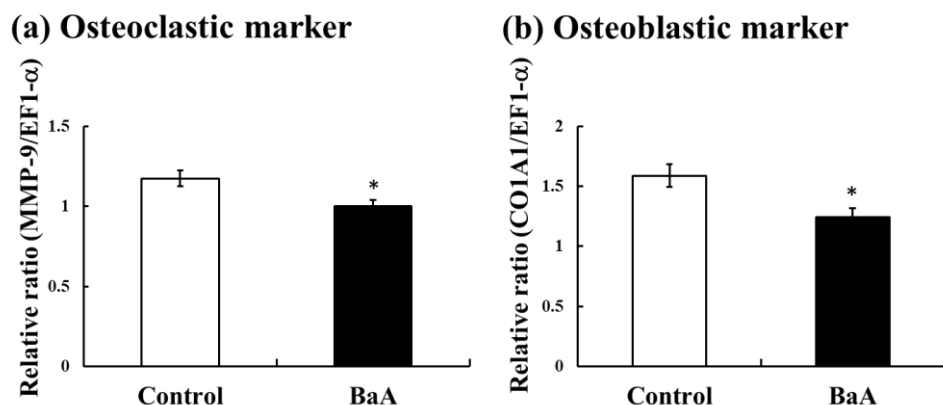 (a) Osteoclastic marker
Relative ratio (MMP-9/EF1-α)
1.5
1
0.5
0
*
Control
BaA
(b) Osteoblastic marker
Relative ratio (CO1A1/EF1-α)
2
1.5
1
0.5
0
*
Control
BaA